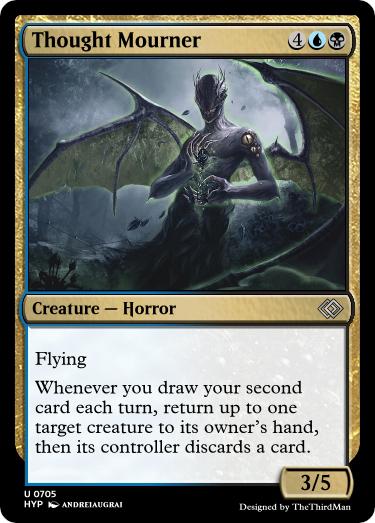 Thought Mourner 4
Creature — Horror
Flying
Whenever you draw your second
card each turn, return up to one
target creature to its owner's hand,
then its controller discards a card.
3/5
U 0705
HYP ANDREIAUGRAI
Designed by TheThirdMan